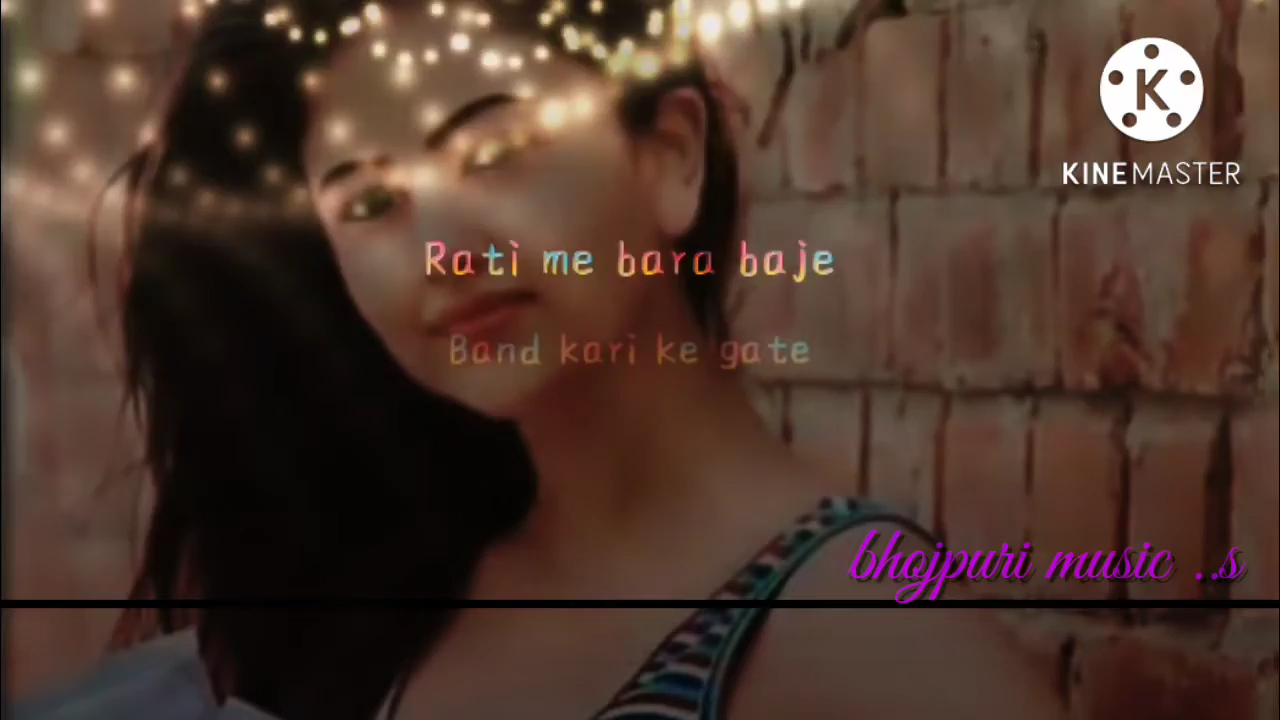 K
KINEMASTER
Rati me bara baje
Band kari ke gate
bhojpuri music ..s